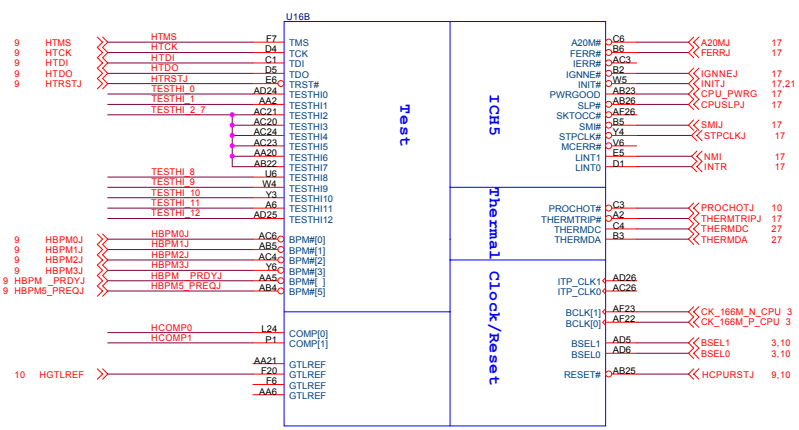 U16B
9 HTMS HTMS F7 TMS
9 HTCK HTCK D4 TCK
9 HTDI HTDI C1 TDI
9 HTDO HTDO D5 TDO
9 HRSTJ HTRSTJ E6 TRST#
TESTHI_0 AD24 TESTHI0
TESTHI_1 AA2 TESTHI1
TESTHI_2_7 AC21 TESTHI2
AC20 TESTHI3
AC24 TESTHI4
AC23 TESTHI5
AA20 TESTHI6
AB22 TESTHI7
TESTHI_8 U6 TESTHI8
TESTHI_9 W4 TESTHI9
TESTHI_10 Y3 TESTHI10
TESTHI_11 A6 TESTHI11
TESTHI_12 AD25 TESTHI12
9 HBPM0J HBPM0J AC6 BPM#[0]
9 HBPM1J HBPM1J AB5 BPM#[1]
9 HBPM2J HBPM2J AC4 BPM#[2]
9 HBPM3J HBPM3J Y6 BPM#[3]
9 HBPM _PRDYJ HBPM _PRDYJ AA5 BPM#[ ]
9 HBPM5_PREQJ HBPM5_PREQJ AB4 BPM#[5]
HCOMP0 L24 COMP[0]
HCOMP1 P1 COMP[1]
AA21 GTLREF
10 HGTLREF F20 GTLREF
F6 GTLREF
AA6 GTLREF
Test
ICH5
Thermal
Clock/Reset
A20M# C6 A20MJ 17
FERR# B6 FERRJ 17
IERR# AC3
IGNNE# B2 IGNNEJ 17
INIT# W5 INITJ 17,21
PWRGOOD AB23 CPU_PWRG 17
SLP# AB26 CPUSLPJ 17
SKTOCC# AF26
SMI# B5 SMIJ 17
STPCLK# Y4 STPCLKJ 17
MCERR# V6
LINT1 E5 NMI 17
LINT0 D1 INTR 17
PROCHOT# C3 PROCHOTJ 10
THERMTRIP# A2 THERMTRIPJ 17
THERMDC C4 THERMDC 27
THERMDA B3 THERMDA 27
ITP_CLK1 AD26
ITP_CLK0 AC26
BCLK[1] AF23 CK_166M_N_CPU 3
BCLK[0] AF22 CK_166M_P_CPU 3
BSEL1 AD5 BSEL1 3,10
BSEL0 AD6 BSEL0 3,10
RESET# AB25 HCPURSTJ 9,10